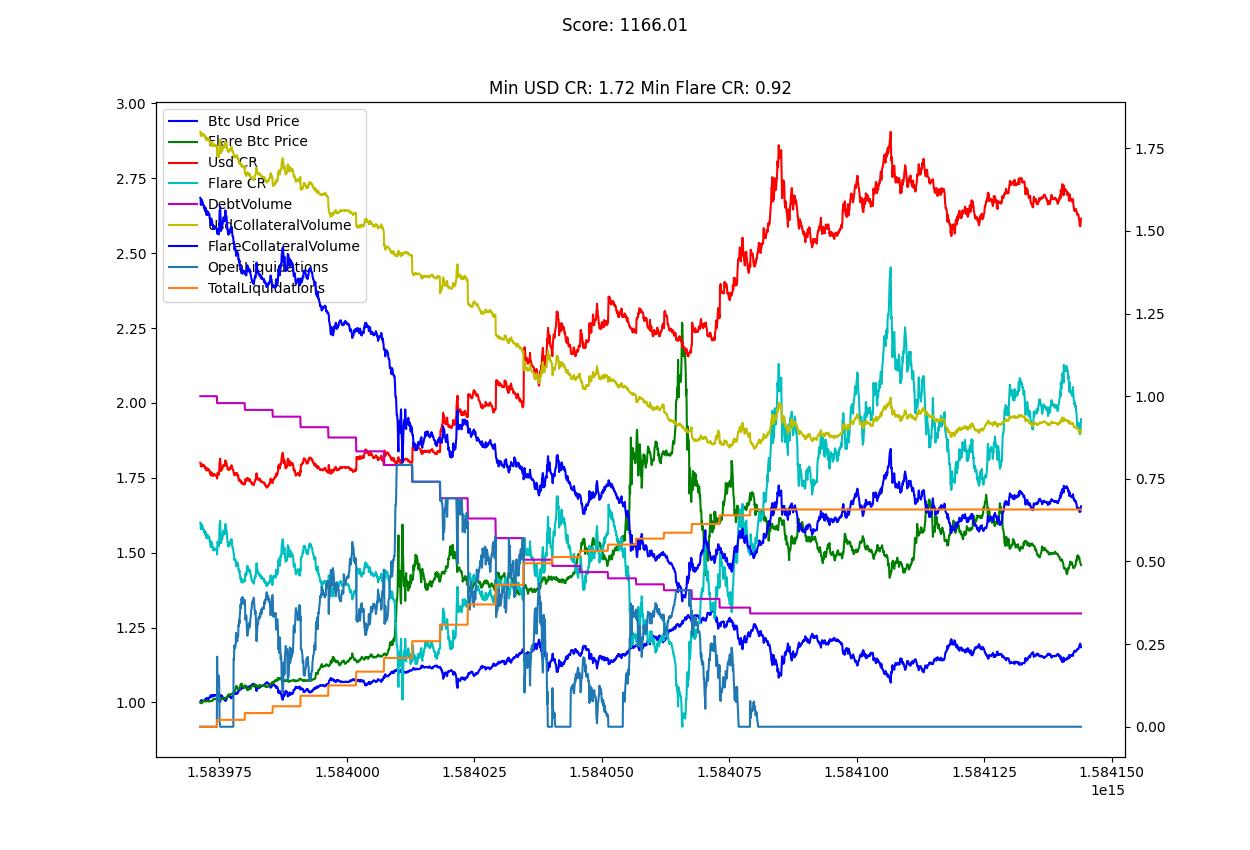 Score: 1166.01
Min USD CR: 1.72 Min Flare CR: 0.92
Btc Usd Price
Flare Btc Price
Usd CR
Flare CR
DebtVolume
UsdCollateralVolume
FlareCollateralVolume
OpenLiquidations
TotalLiquidations
3.00
2.75
2.50
2.25
2.00
1.75
1.50
1.25
1.00
1.75
1.50
1.25
1.00
0.75
0.50
0.25
0.00
1.583975 1.584000 1.584025 1.584050 1.584075 1.584100 1.584125 1.584150
1e15